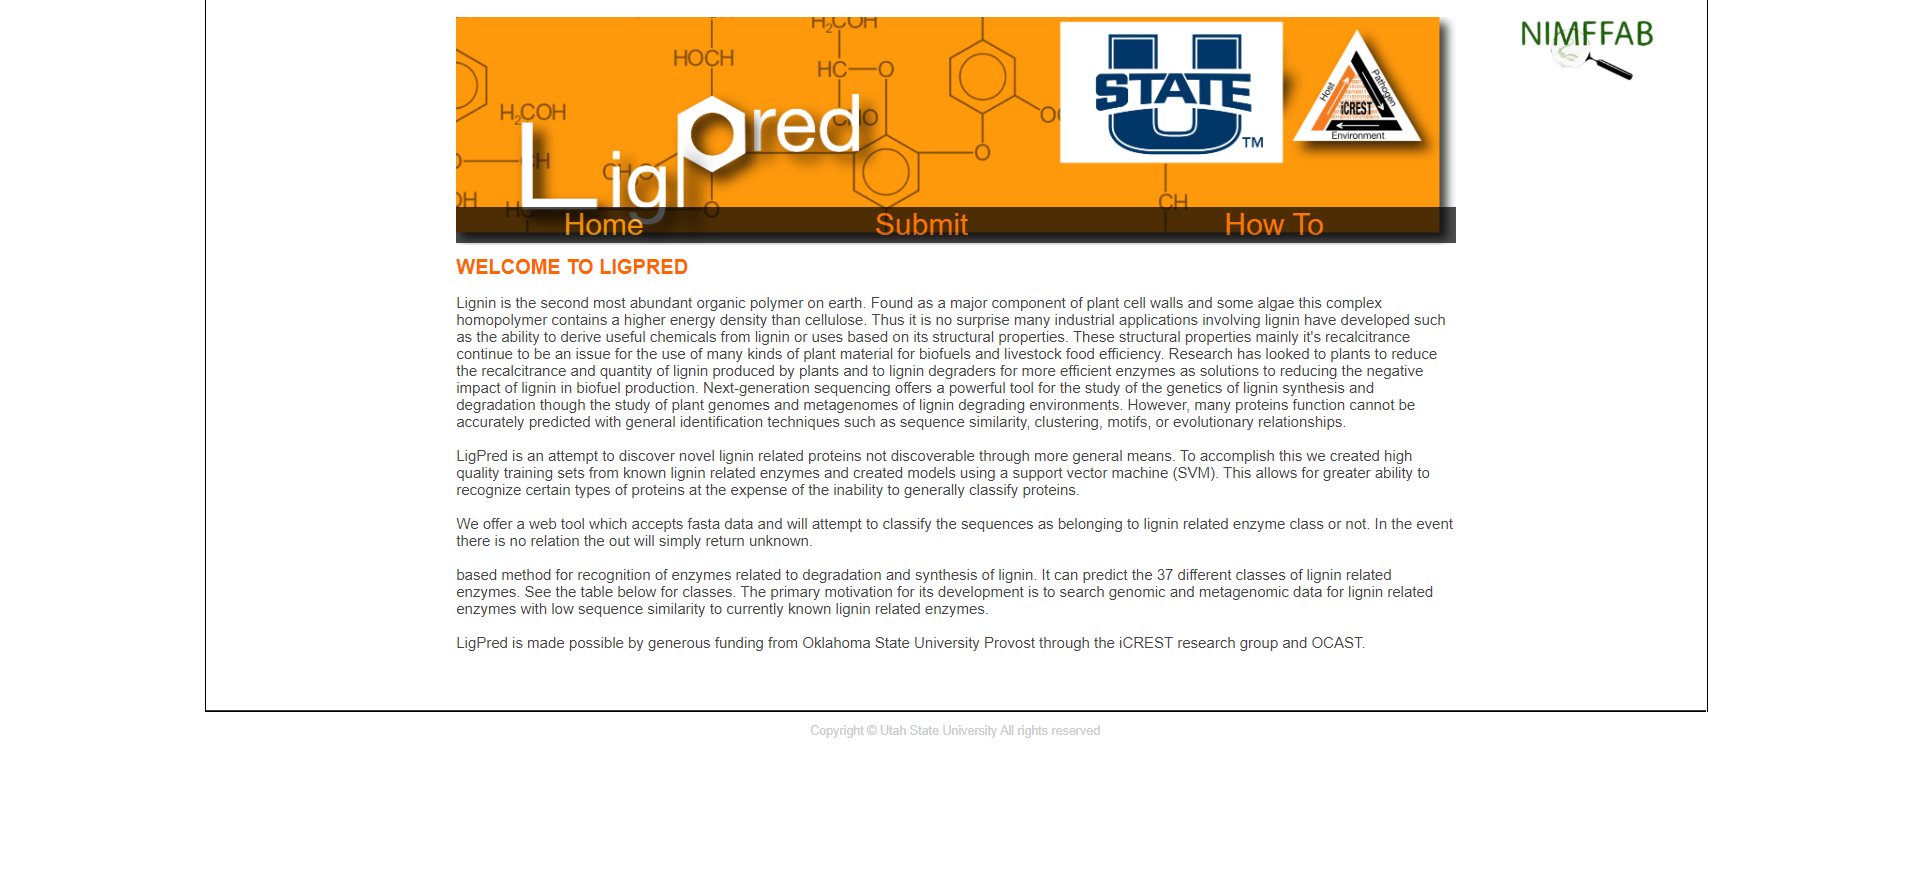 H2COH
HOCH
HC
O
H2COH
OC
CHO
O
OH
CH
O
HC
CH
LigPred
U STATE TM
Host
Pathogen
iCREST
Environment
NIMFFAB
Home
Submit
How To
WELCOME TO LIGPRED
Lignin is the second most abundant organic polymer on earth. Found as a major component of plant cell walls and some algae this complex
homopolymer contains a higher energy density than cellulose. Thus it is no surprise many industrial applications involving lignin have developed such
as the ability to derive useful chemicals from lignin or uses based on its structural properties. These structural properties mainly it's recalcitrance
continue to be an issue for the use of many kinds of plant material for biofuels and livestock food efficiency. Research has looked to plants to reduce
the recalcitrance and quantity of lignin produced by plants and to lignin degraders for more efficient enzymes as solutions to reducing the negative
impact of lignin in biofuel production. Next-generation sequencing offers a powerful tool for the study of the genetics of lignin synthesis and
degradation though the study of plant genomes and metagenomes of lignin degrading environments. However, many proteins function cannot be
accurately predicted with general identification techniques such as sequence similarity, clustering, motifs, or evolutionary relationships.
LigPred is an attempt to discover novel lignin related proteins not discoverable through more general means. To accomplish this we created high
quality training sets from known lignin related enzymes and created models using a support vector machine (SVM). This allows for greater ability to
recognize certain types of proteins at the expense of the inability to generally classify proteins.
We offer a web tool which accepts fasta data and will attempt to classify the sequences as belonging to lignin related enzyme class or not. In the event
there is no relation the out will simply return unknown.
based method for recognition of enzymes related to degradation and synthesis of lignin. It can predict the 37 different classes of lignin related
enzymes. See the table below for classes. The primary motivation for its development is to search genomic and metagenomic data for lignin related
enzymes with low sequence similarity to currently known lignin related enzymes.
LigPred is made possible by generous funding from Oklahoma State University Provost through the iCREST research group and OCAST.
Copyright © Utah State University All rights reserved